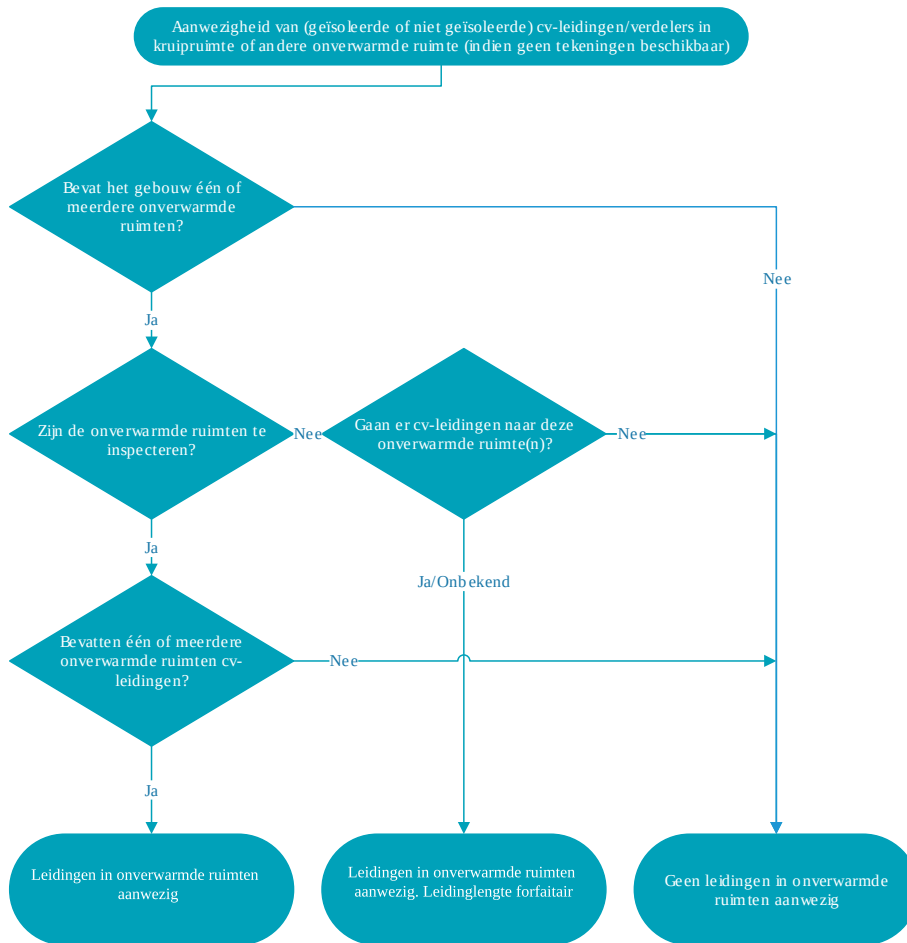 Aanwezigheid van (geïsoleerde of niet geïsoleerde) cv-leidingen/verdelers in
kruipruimte of andere onverwarmde ruimte (indien geen tekeningen beschikbaar)
Bevat het gebouw één of
meerdere onverwarmde
ruimten?
Nee
Ja
Zijn de onverwarmde ruimten te
inspecteren?
Nee
Gaan er cv-leidingen naar deze
onverwarmde ruimte(n)?
Nee
Ja
Ja/Onbekend
Bevatten één of meerdere
onverwarmde ruimten cv-
leidingen?
Nee
Ja
Leidingen in onverwarmde ruimten
aanwezig
Leidingen in onverwarmde ruimten
aanwezig. Leidinglengte forfaitair
Geen leidingen in onverwarmde
ruimten aanwezig